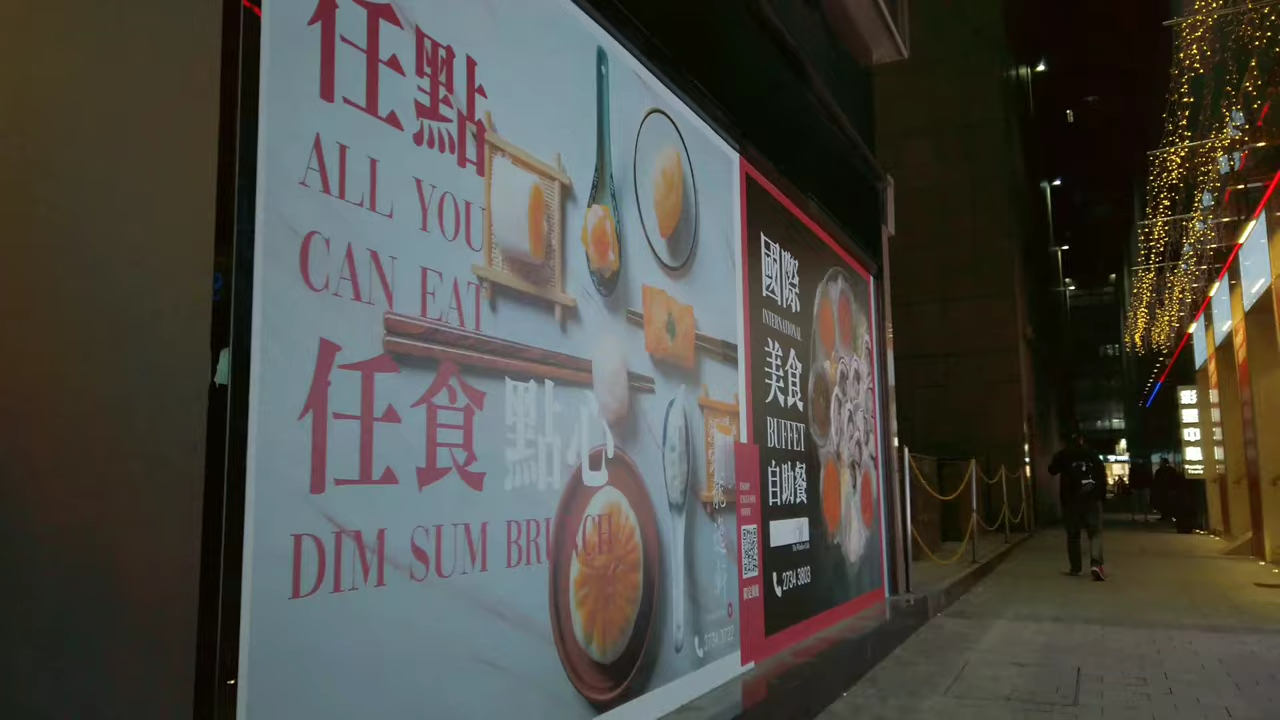 任點
ALL YOU
CAN EAT
任食點心
DIM SUM BRUNCH
國際
INTERNATIONAL
美食
BUFFET
自助餐
2734 3803